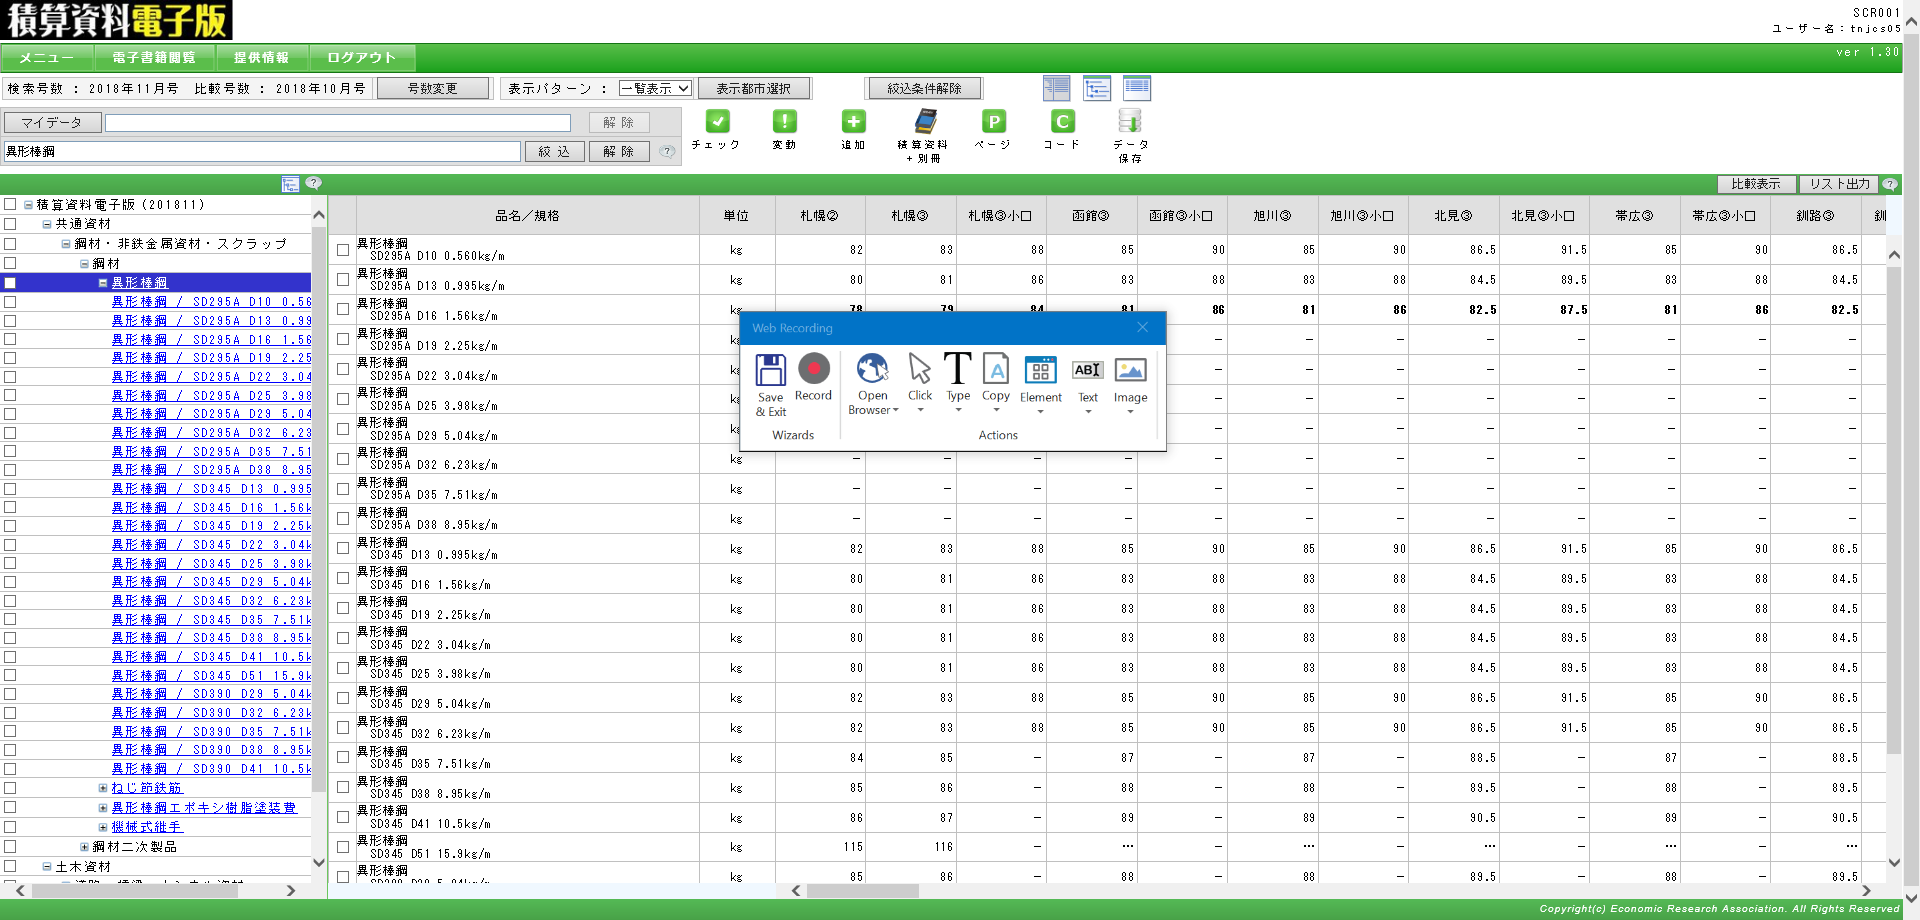 積算資料電子版
SCR001
ユーザー名：tnjcs05
メニュー 電子書籍閲覧 提供情報 ログアウト
ver 1.30
検索号数 ： 2018年11月号 比較号数 ： 2018年10月号 号数変更 表示パターン ： 一覧表示 表示都市選択 絞込条件解除
マイデータ 解 除
異形棒鋼 絞 込 解 除 ?
チェック 変動 追加 積算資料＋別冊 ページ コード データ保存
? 比較表示 リスト出力 ?
積算資料電子版（201811）
共通資材
鋼材・非鉄金属資材・スクラップ
鋼材
異形棒鋼
異形棒鋼 / SD295A D10 0.56
異形棒鋼 / SD295A D13 0.99
異形棒鋼 / SD295A D16 1.56
異形棒鋼 / SD295A D19 2.25
異形棒鋼 / SD295A D22 3.04
異形棒鋼 / SD295A D25 3.98
異形棒鋼 / SD295A D29 5.04
異形棒鋼 / SD295A D32 6.23
異形棒鋼 / SD295A D35 7.51
異形棒鋼 / SD295A D38 8.95
異形棒鋼 / SD345 D13 0.995
異形棒鋼 / SD345 D16 1.56k
異形棒鋼 / SD345 D19 2.25k
異形棒鋼 / SD345 D22 3.04k
異形棒鋼 / SD345 D25 3.98k
異形棒鋼 / SD345 D29 5.04k
異形棒鋼 / SD345 D32 6.23k
異形棒鋼 / SD345 D35 7.51k
異形棒鋼 / SD345 D38 8.95k
異形棒鋼 / SD345 D41 10.5k
異形棒鋼 / SD345 D51 15.9k
異形棒鋼 / SD390 D29 5.04k
異形棒鋼 / SD390 D32 6.23k
異形棒鋼 / SD390 D35 7.51k
異形棒鋼 / SD390 D38 8.95k
異形棒鋼 / SD390 D41 10.5k
ねじ節鉄筋
異形棒鋼エポキシ樹脂塗装費
機械式継手
鋼材二次製品
土木資材
品名／規格 単位 札幌② 札幌③ 札幌③小口 函館③ 函館③小口 旭川③ 旭川③小口 北見③ 北見③小口 帯広③ 帯広③小口 釧路③ 釧
異形棒鋼
SD295A D10 0.560kg/m kg 82 83 88 85 90 85 90 86.5 91.5 85 90 86.5
異形棒鋼
SD295A D13 0.995kg/m kg 80 81 86 83 88 83 88 84.5 89.5 83 88 84.5
異形棒鋼
SD295A D16 1.56kg/m kg 78 79 84 81 86 81 86 82.5 87.5 81 86 82.5
異形棒鋼
SD295A D19 2.25kg/m － － － － － － － －
異形棒鋼
SD295A D22 3.04kg/m － － － － － － － －
異形棒鋼
SD295A D25 3.98kg/m － － － － － － － －
異形棒鋼
SD295A D29 5.04kg/m － － － － － － － －
異形棒鋼
SD295A D32 6.23kg/m kg － － － － － － － － － － － －
異形棒鋼
SD295A D35 7.51kg/m kg － － － － － － － － － － － －
異形棒鋼
SD295A D38 8.95kg/m kg － － － － － － － － － － － －
異形棒鋼
SD345 D13 0.995kg/m kg 82 83 88 85 90 85 90 86.5 91.5 85 90 86.5
異形棒鋼
SD345 D16 1.56kg/m kg 80 81 86 83 88 83 88 84.5 89.5 83 88 84.5
異形棒鋼
SD345 D19 2.25kg/m kg 80 81 86 83 88 83 88 84.5 89.5 83 88 84.5
異形棒鋼
SD345 D22 3.04kg/m kg 80 81 86 83 88 83 88 84.5 89.5 83 88 84.5
異形棒鋼
SD345 D25 3.98kg/m kg 80 81 86 83 88 83 88 84.5 89.5 83 88 84.5
異形棒鋼
SD345 D29 5.04kg/m kg 82 83 88 85 90 85 90 86.5 91.5 85 90 86.5
異形棒鋼
SD345 D32 6.23kg/m kg 82 83 88 85 90 85 90 86.5 91.5 85 90 86.5
異形棒鋼
SD345 D35 7.51kg/m kg 84 85 － 87 － 87 － 88.5 － 87 － 88.5
異形棒鋼
SD345 D38 8.95kg/m kg 85 86 － 88 － 88 － 89.5 － 88 － 89.5
異形棒鋼
SD345 D41 10.5kg/m kg 86 87 － 89 － 89 － 90.5 － 89 － 90.5
異形棒鋼
SD345 D51 15.9kg/m kg 115 116 － … － … － … － … － …
異形棒鋼
SD390 D29 5.04kg/m kg 85 86 － 88 － 88 － 89.5 － 88 － 89.5
Web Recording
Save & Exit Record Open Browser Click Type Copy Element Text Image
Wizards Actions
Copyright(c) Economic Research Association. All Rights Reserved